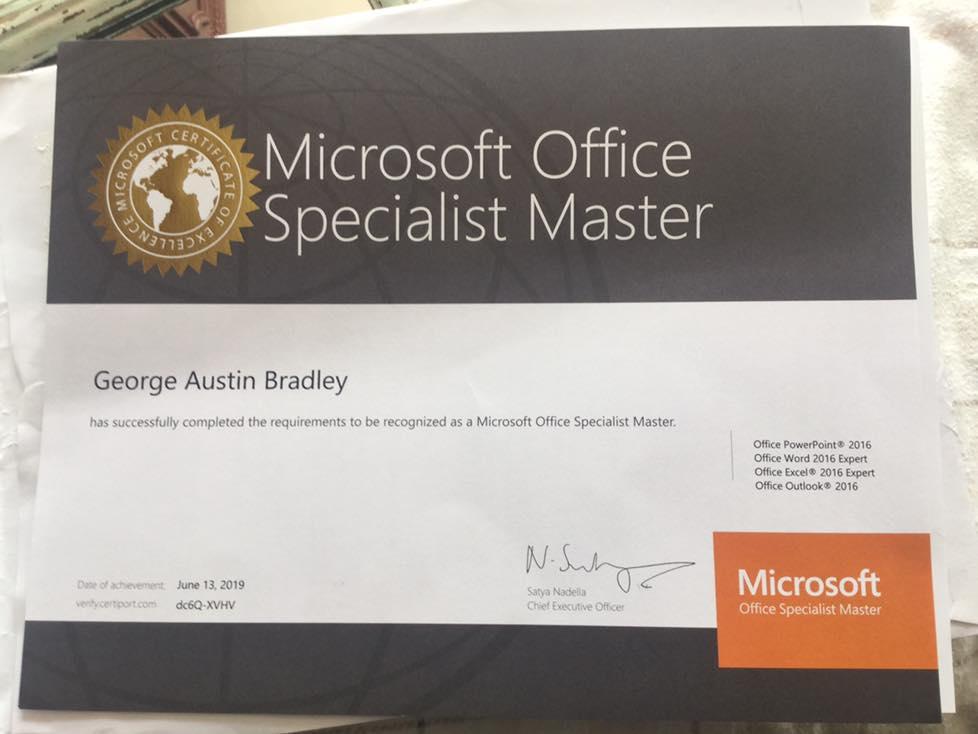 MICROSOFT CERTIFICATE OF EXCELLENCE
Microsoft Office
Specialist Master
George Austin Bradley
has successfully completed the requirements to be recognized as a Microsoft Office Specialist Master.
Office PowerPoint® 2016
Office Word 2016 Expert
Office Excel® 2016 Expert
Office Outlook® 2016
Date of achievement: June 13, 2019
verify.certiport.com dc6Q-XVHV
Satya Nadella
Chief Executive Officer
Microsoft
Office Specialist Master